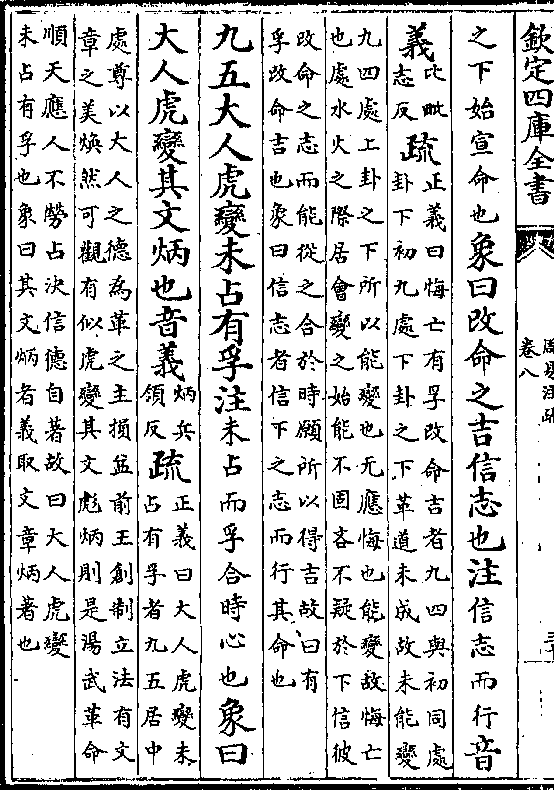 欽定四庫全書
卷八
之下始宣命也象曰改命之吉信志也注信志而行音
義比毗志反疏正義曰悔亡有孚改命吉者九四與初同處卦下初九處下卦之下革道未成故未能變
九四處上卦之下所以能變也无應悔也能變故悔亡也處水火之際居會變之始能不固吝不疑於下信彼
改命之志而能從之合於時願所以得吉故曰有孚改命吉也象曰信志者信下之志而行其命也
九五大人虎變未占有孚注未占而孚合時心也象曰
大人虎變其文炳也音義炳兵領反疏正義曰大人虎變未占有孚者九五居中
處尊以大人之德為革之主損益前王創制立法有文章之美煥然可觀有似虎變其文彪炳則是湯武革命
順天應人不勞占決信德自著故曰大人虎變未占有孚也象曰其文炳者義取文章炳著也